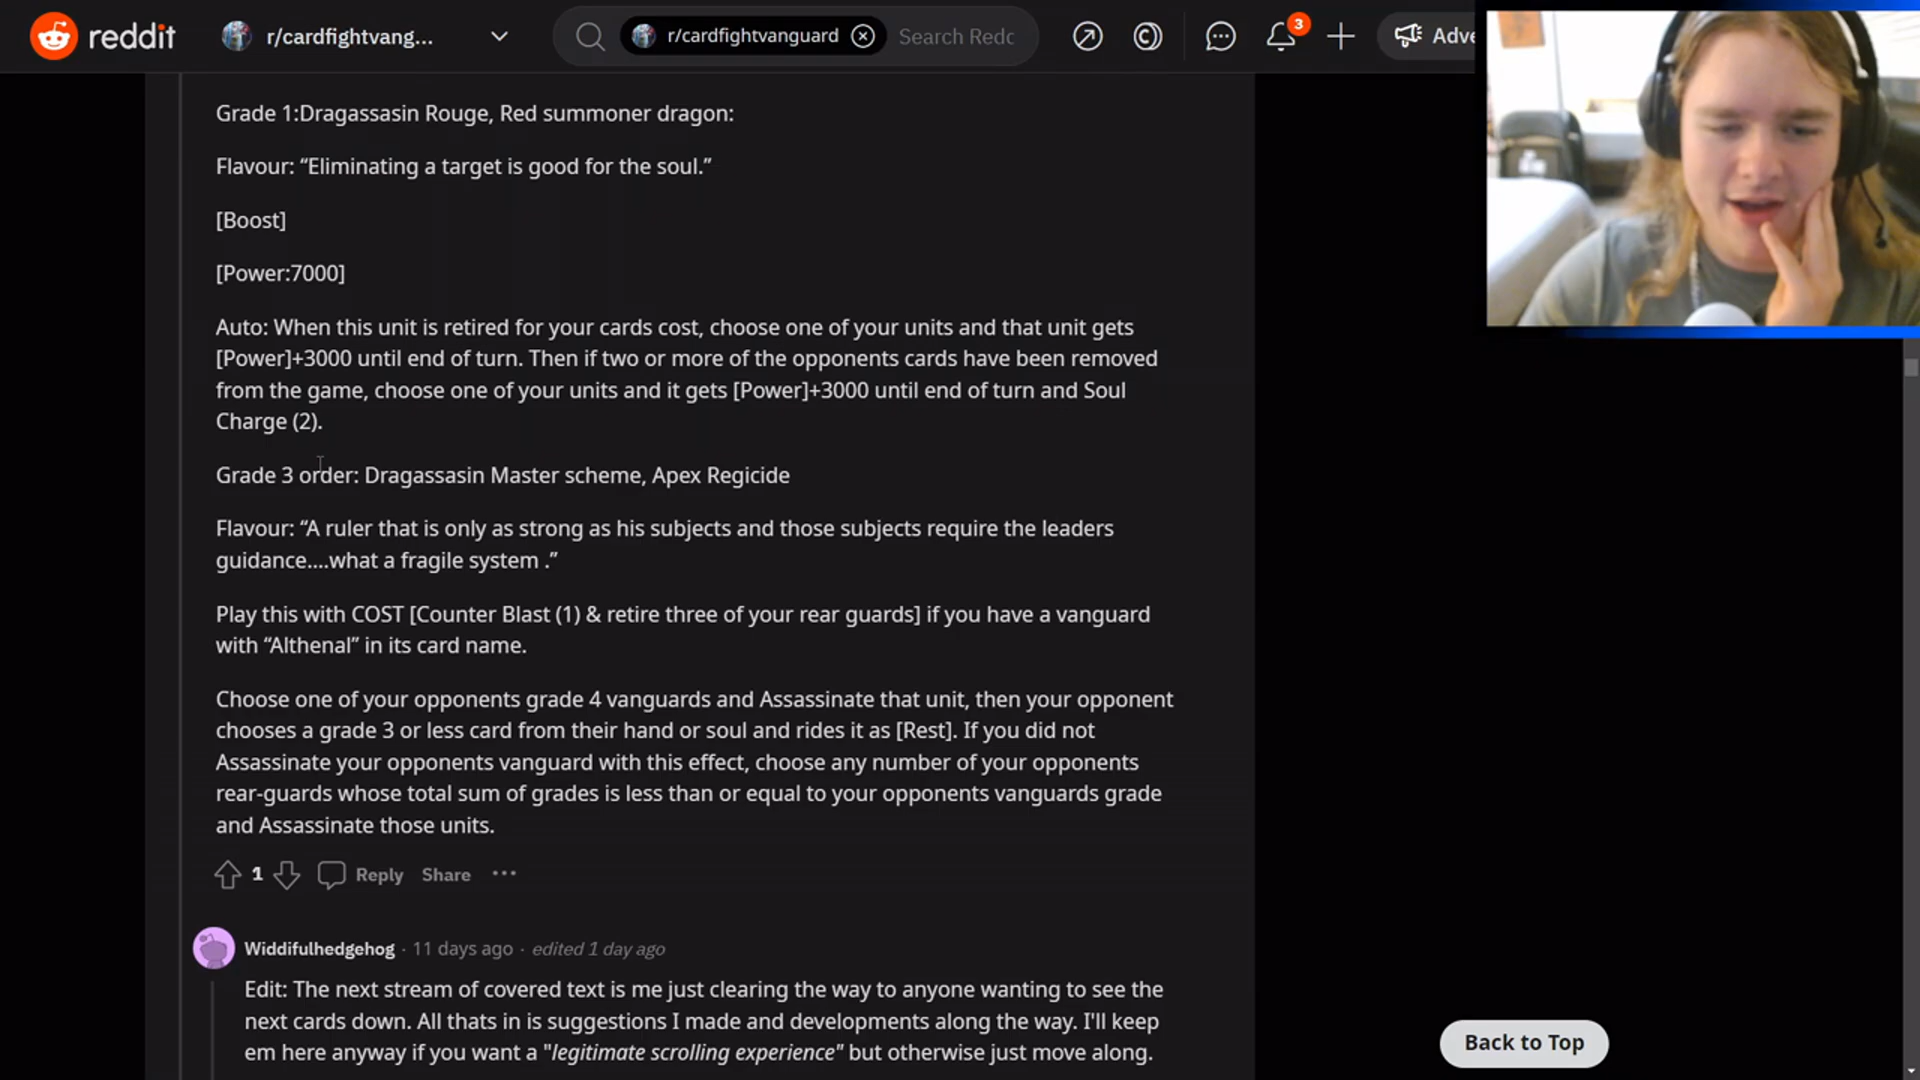 reddit
r/cardfightvang...
r/cardfightvanguard
Search Redc
3
Adve
Grade 1:Dragassasin Rouge, Red summoner dragon:
Flavour: “Eliminating a target is good for the soul.”
[Boost]
[Power:7000]
Auto: When this unit is retired for your cards cost, choose one of your units and that unit gets
[Power]+3000 until end of turn. Then if two or more of the opponents cards have been removed
from the game, choose one of your units and it gets [Power]+3000 until end of turn and Soul
Charge (2).
Grade 3 order: Dragassasin Master scheme, Apex Regicide
Flavour: “A ruler that is only as strong as his subjects and those subjects require the leaders
guidance....what a fragile system .”
Play this with COST [Counter Blast (1) & retire three of your rear guards] if you have a vanguard
with “Althenal” in its card name.
Choose one of your opponents grade 4 vanguards and Assassinate that unit, then your opponent
chooses a grade 3 or less card from their hand or soul and rides it as [Rest]. If you did not
Assassinate your opponents vanguard with this effect, choose any number of your opponents
rear-guards whose total sum of grades is less than or equal to your opponents vanguards grade
and Assassinate those units.
1 Reply Share ···
Widdifulhedgehog · 11 days ago · edited 1 day ago
Edit: The next stream of covered text is me just clearing the way to anyone wanting to see the
next cards down. All thats in is suggestions I made and developments along the way. I'll keep
em here anyway if you want a "legitimate scrolling experience" but otherwise just move along.
Back to Top